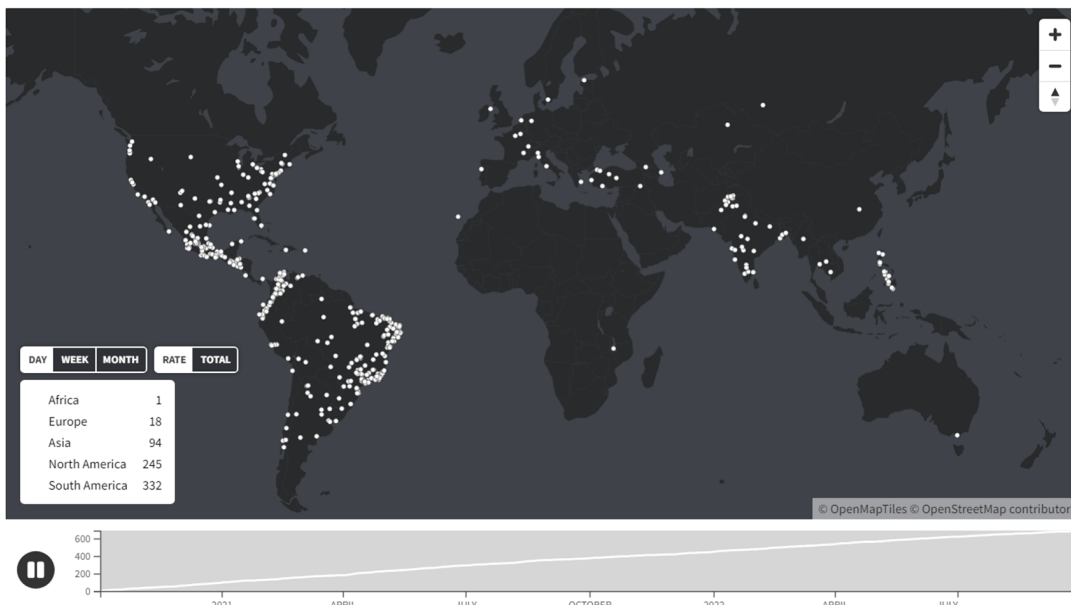 +
−
DAY WEEK MONTH RATE TOTAL
Africa 1
Europe 18
Asia 94
North America 245
South America 332
© OpenMapTiles © OpenStreetMap contributor
600
400
200
0
2021 APRIL JULY OCTOBER 2022 APRIL JULY